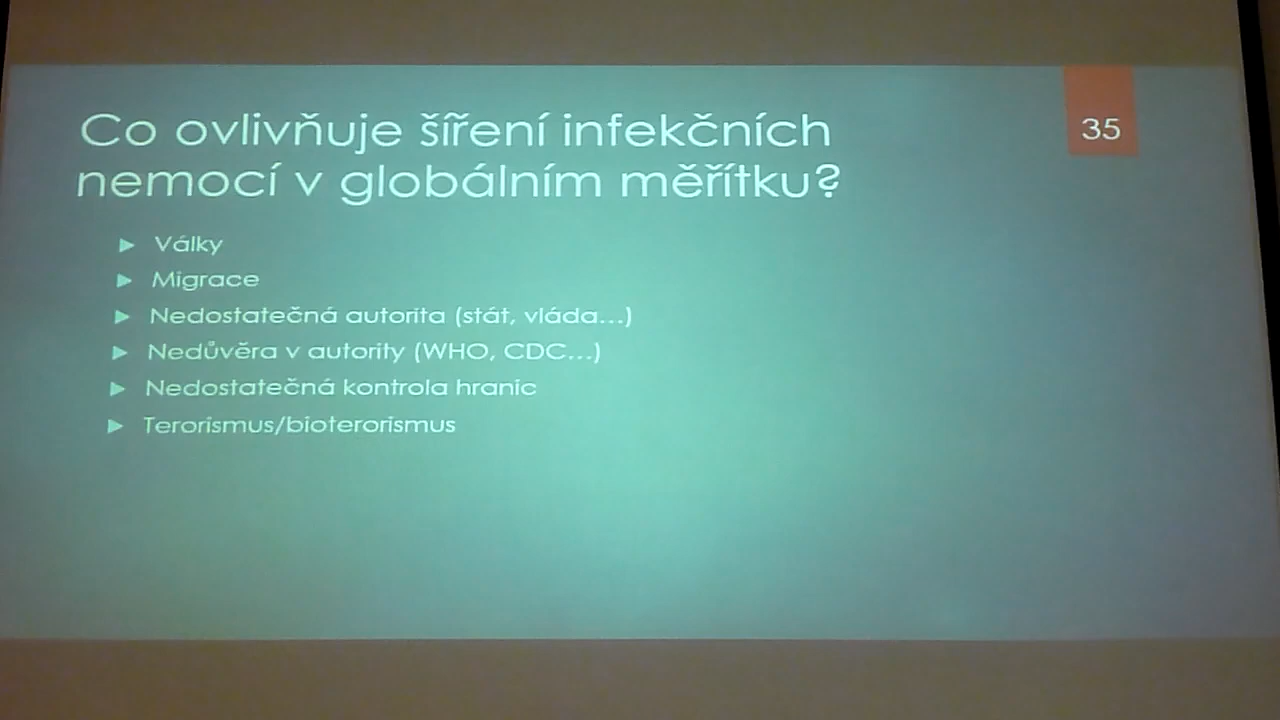 Co ovlivňuje šíření infekčních
nemocí v globálním měřítku?
35
► Války
► Migrace
► Nedostatečná autorita (stát, vláda...)
► Nedůvěra v autority (WHO, CDC...)
► Nedostatečná kontrola hranic
► Terorismus/bioterorismus